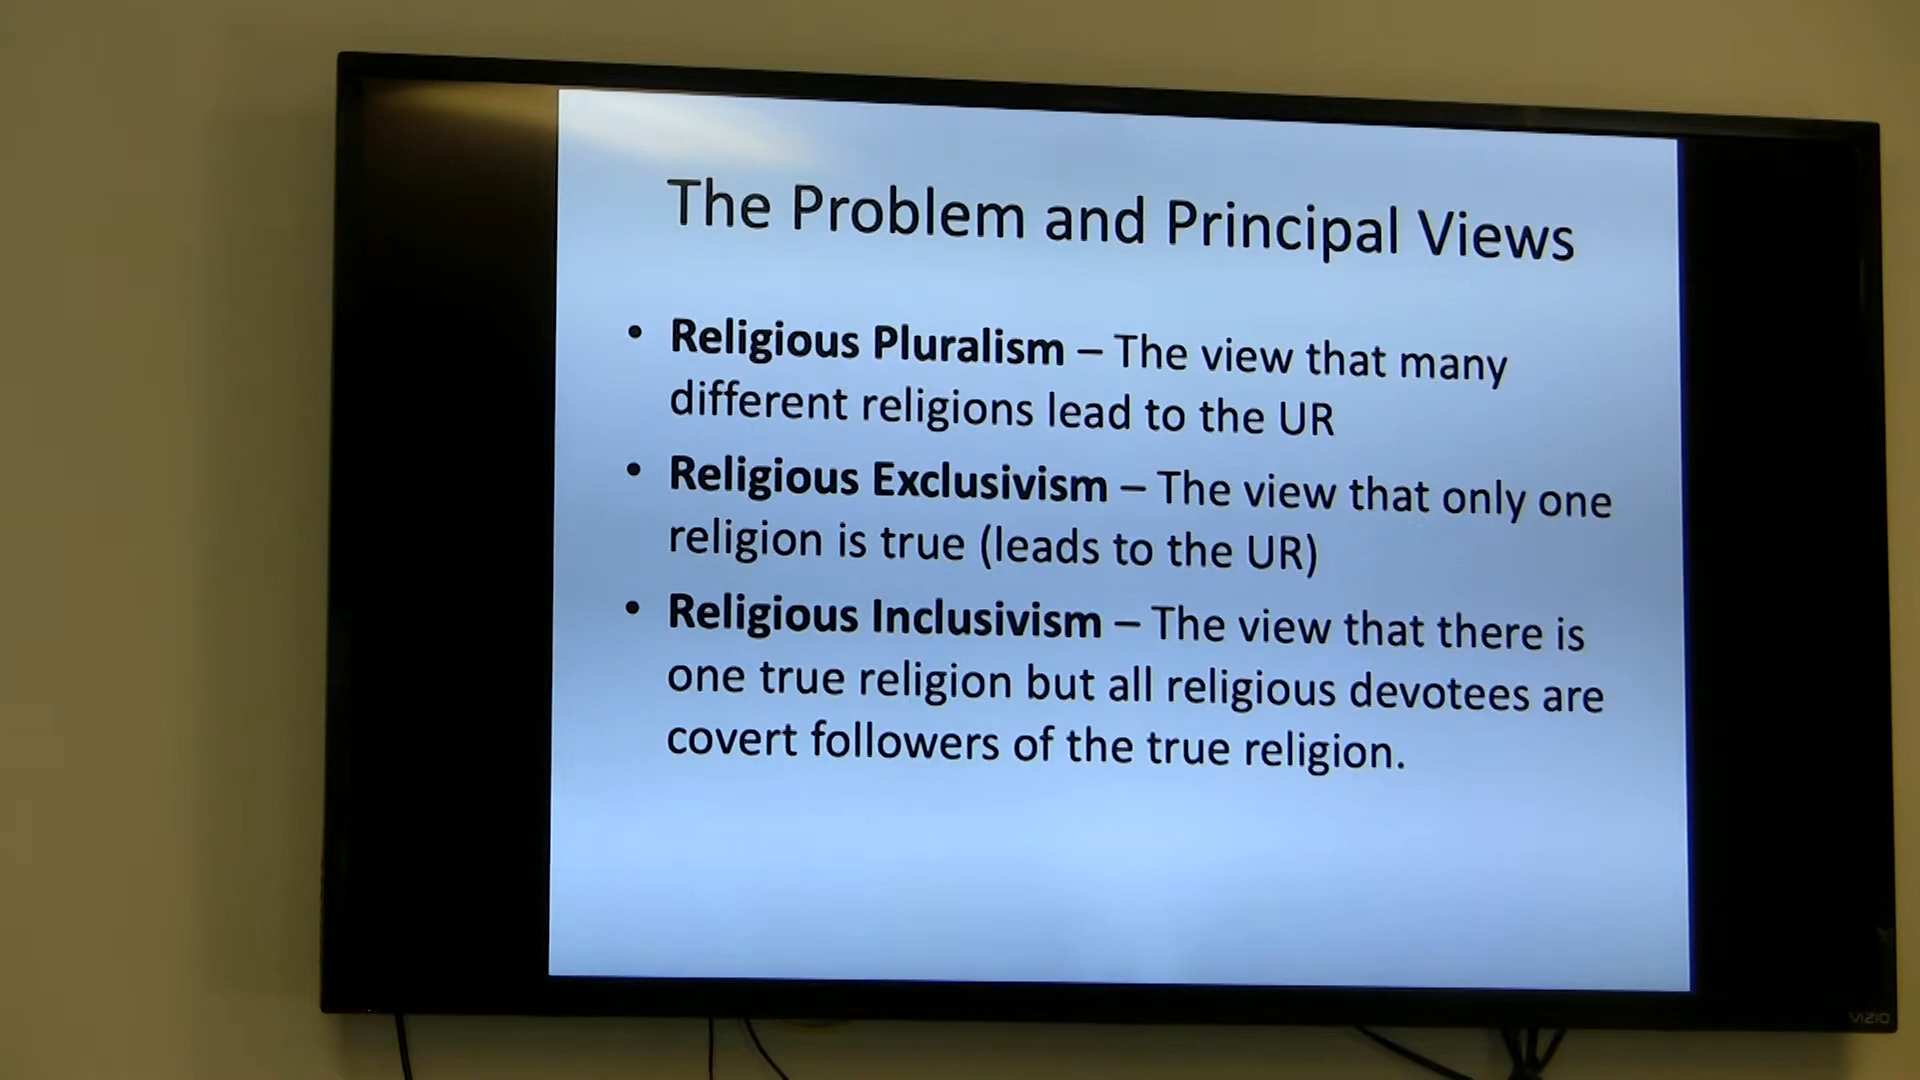 The Problem and Principal Views
• Religious Pluralism – The view that many
different religions lead to the UR
• Religious Exclusivism – The view that only one
religion is true (leads to the UR)
• Religious Inclusivism – The view that there is
one true religion but all religious devotees are
covert followers of the true religion.
VIZIO